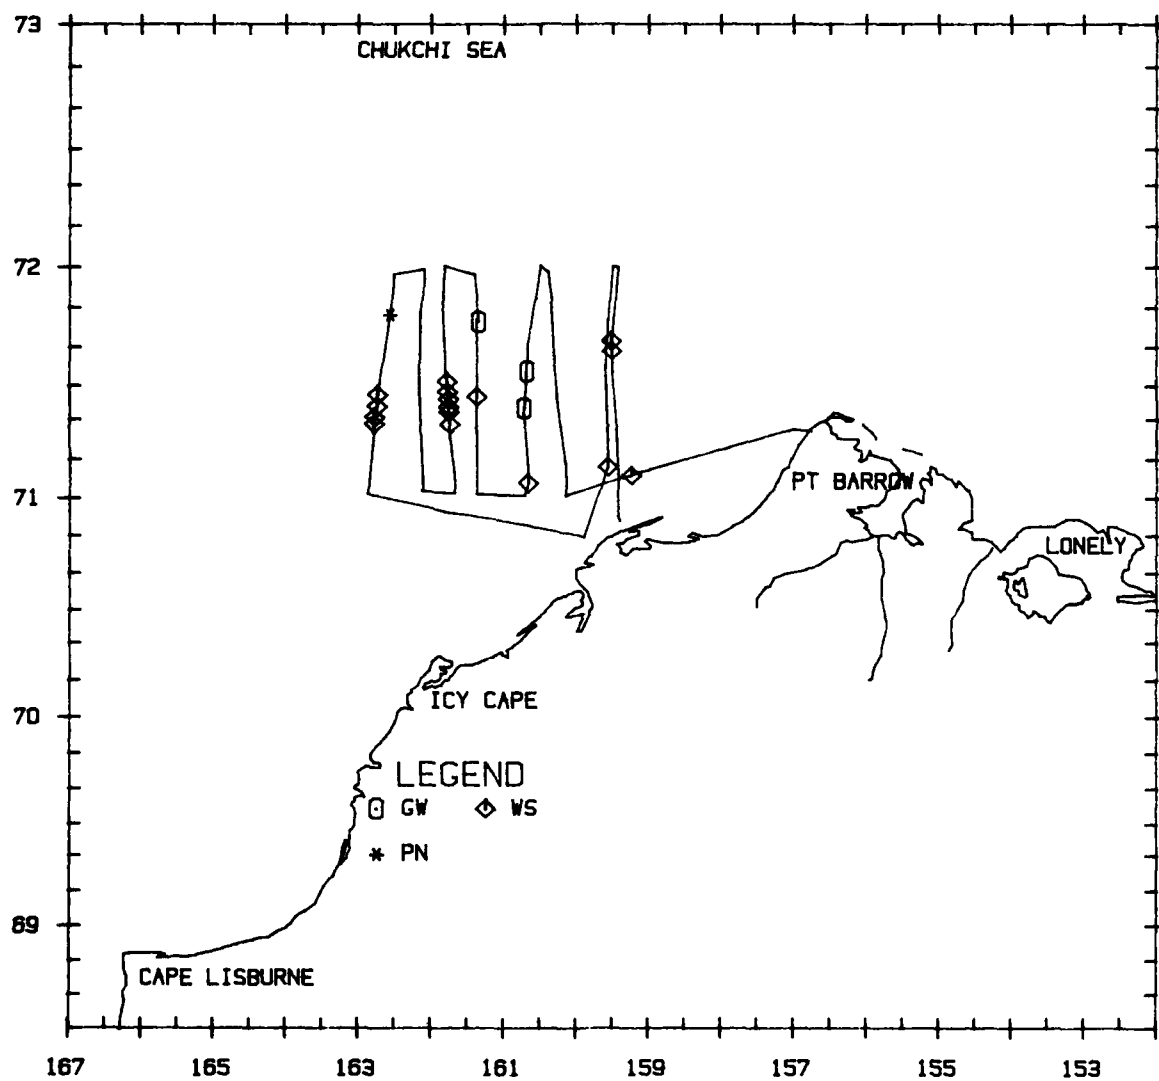 73
CHUKCHI SEA
72
71
PT BARROW
LONELY
70
ICY CAPE
LEGEND
GW WS
PN
69
CAPE LISBURNE
167 165 163 161 159 157 155 153